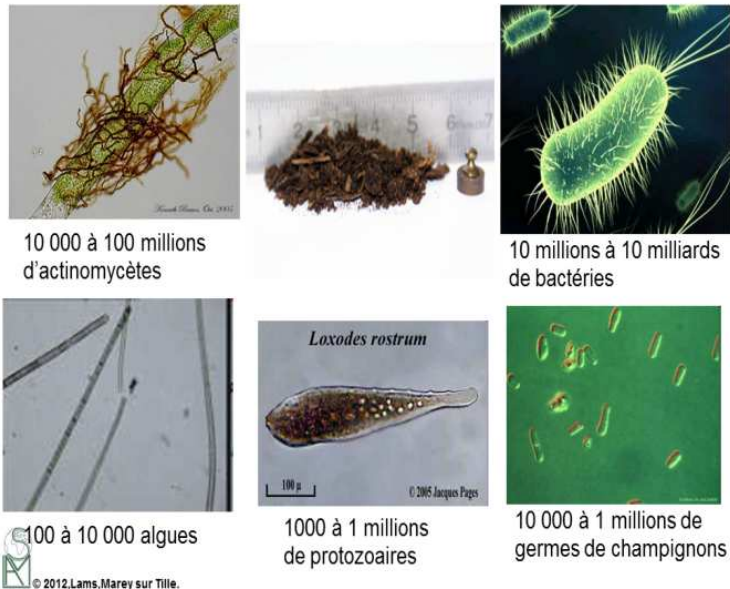 10 000 à 100 millions
d'actinomycètes
10 millions à 10 milliards
de bactéries
Loxodes rostrum
100 µ
© 2005 Jacques Pages
100 à 10 000 algues
1000 à 1 millions
de protozoaires
10 000 à 1 millions de
germes de champignons
© 2012.Lams.Marey sur Tille.